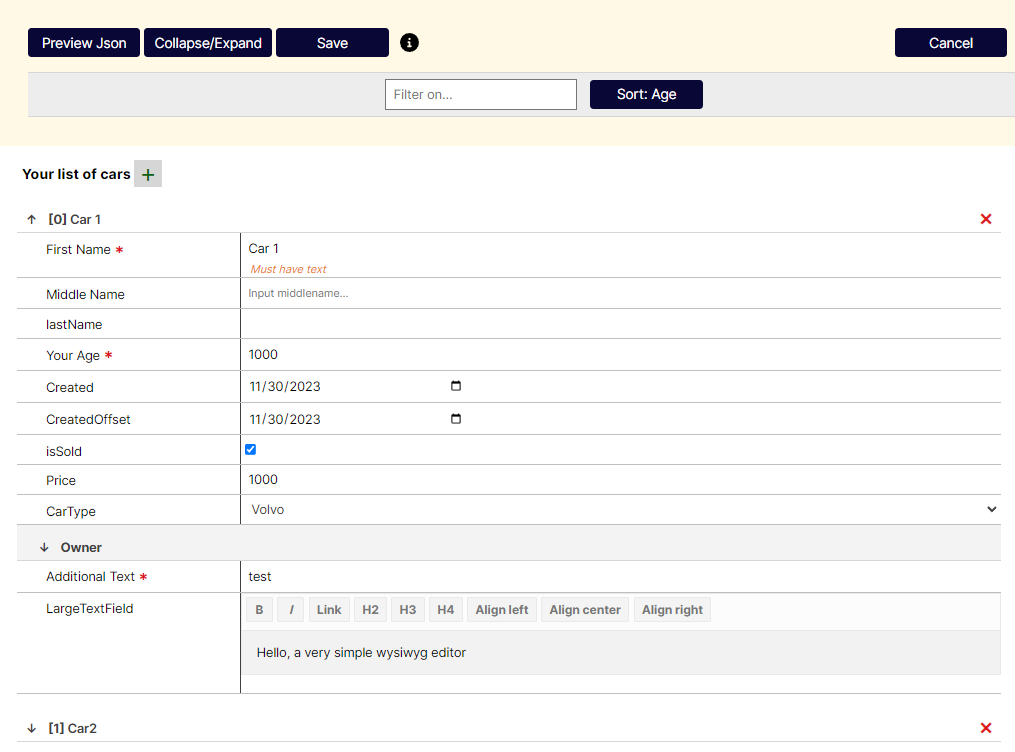 Preview Json Collapse/Expand Save Cancel
Filter on... Sort: Age
Your list of cars +
[0] Car 1
First Name * Car 1
Must have text
Middle Name Input middlename...
lastName
Your Age * 1000
Created 11/30/2023
CreatedOffset 11/30/2023
isSold
Price 1000
CarType Volvo
Owner
Additional Text * test
LargeTextField B I Link H2 H3 H4 Align left Align center Align right
Hello, a very simple wysiwyg editor
[1] Car2